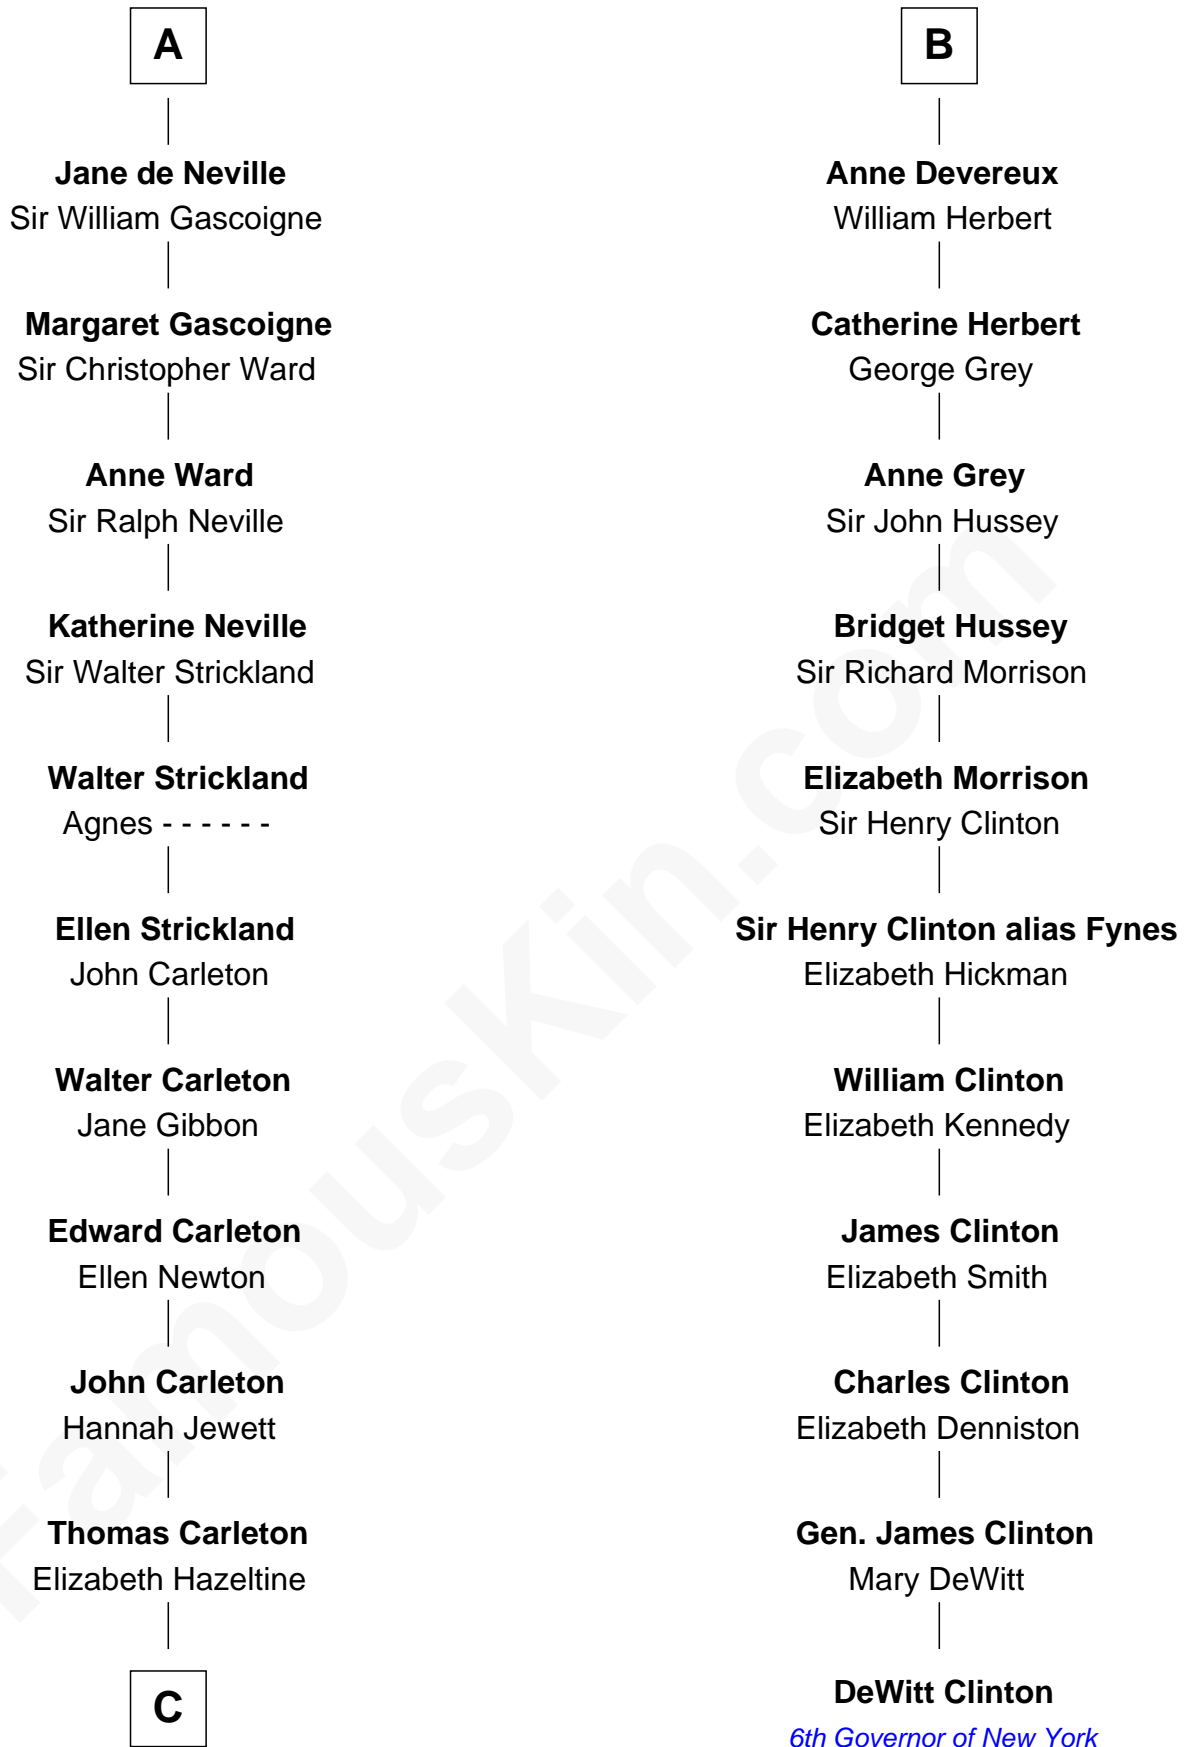 A
Jane de Neville
Sir William Gascoigne
Margaret Gascoigne
Sir Christopher Ward
Anne Ward
Sir Ralph Neville
Katherine Neville
Sir Walter Strickland
Walter Strickland
Agnes - - - - - -
Ellen Strickland
John Carleton
Walter Carleton
Jane Gibbon
Edward Carleton
Ellen Newton
John Carleton
Hannah Jewett
Thomas Carleton
Elizabeth Hazeltine
C
B
Anne Devereux
William Herbert
Catherine Herbert
George Grey
Anne Grey
Sir John Hussey
Bridget Hussey
Sir Richard Morrison
Elizabeth Morrison
Sir Henry Clinton
Sir Henry Clinton alias Fynes
Elizabeth Hickman
William Clinton
Elizabeth Kennedy
James Clinton
Elizabeth Smith
Charles Clinton
Elizabeth Denniston
Gen. James Clinton
Mary DeWitt
DeWitt Clinton
6th Governor of New York
FamousKin.com